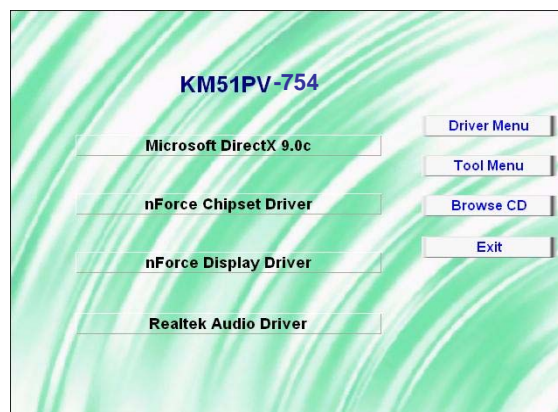 KM51PV-754
Microsoft DirectX 9.0c
nForce Chipset Driver
nForce Display Driver
Realtek Audio Driver
Driver Menu
Tool Menu
Browse CD
Exit